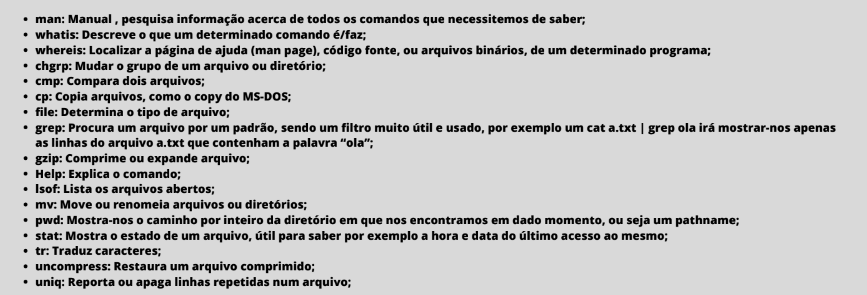 • man: Manual , pesquisa informação acerca de todos os comandos que necessitemos de saber;
• whatis: Descreve o que um determinado comando é/faz;
• whereis: Localizar a página de ajuda (man page), código fonte, ou arquivos binários, de um determinado programa;
• chgrp: Mudar o grupo de um arquivo ou diretório;
• cmp: Compara dois arquivos;
• cp: Copia arquivos, como o copy do MS-DOS;
• file: Determina o tipo de arquivo;
• grep: Procura um arquivo por um padrão, sendo um filtro muito útil e usado, por exemplo um cat a.txt | grep ola irá mostrar-nos apenas
as linhas do arquivo a.txt que contenham a palavra “ola”;
• gzip: Comprime ou expande arquivo;
• Help: Explica o comando;
• lsof: Lista os arquivos abertos;
• mv: Move ou renomeia arquivos ou diretórios;
• pwd: Mostra-nos o caminho por inteiro da diretório em que nos encontramos em dado momento, ou seja um pathname;
• stat: Mostra o estado de um arquivo, útil para saber por exemplo a hora e data do último acesso ao mesmo;
• tr: Traduz caracteres;
• uncompress: Restaura um arquivo comprimido;
• uniq: Reporta ou apaga linhas repetidas num arquivo;